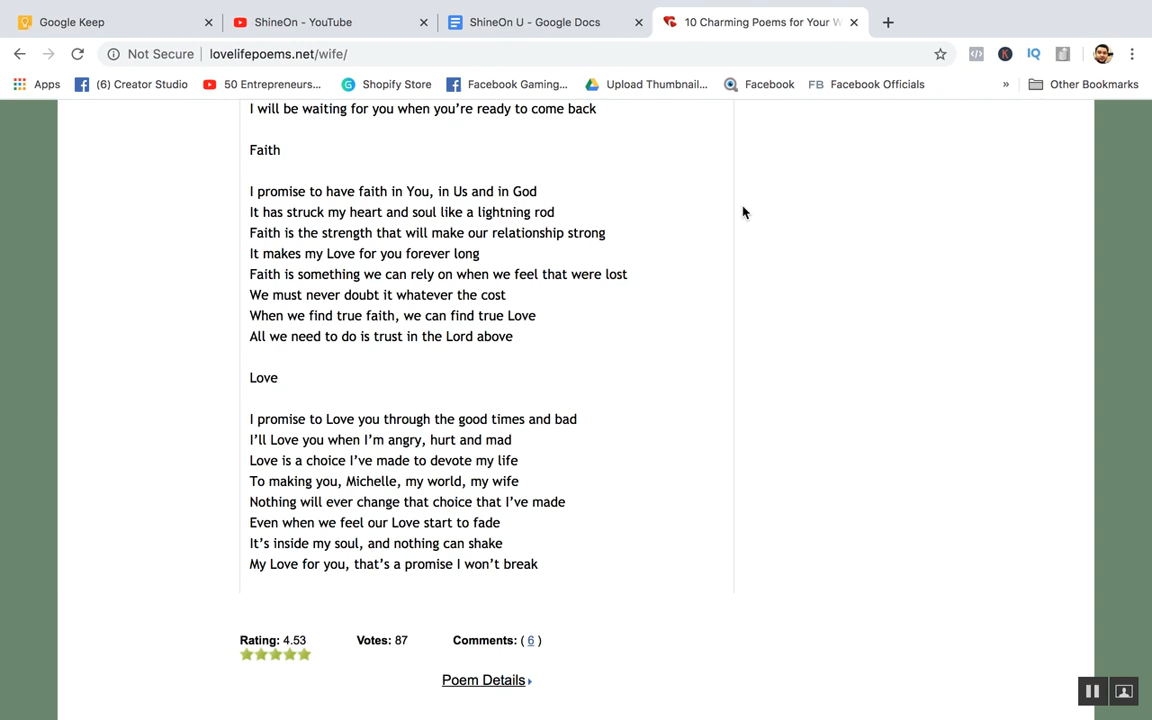 Google Keep
ShineOn - YouTube
ShineOn U - Google Docs
10 Charming Poems for Your W
Not Secure
lovelifepoems.net/wife/
K
IQ
Apps
(6) Creator Studio
50 Entrepreneurs...
Shopify Store
Facebook Gaming...
Upload Thumbnail...
Facebook
FB Facebook Officials
»
Other Bookmarks
I will be waiting for you when you're ready to come back
Faith
I promise to have faith in You, in Us and in God
It has struck my heart and soul like a lightning rod
Faith is the strength that will make our relationship strong
It makes my Love for you forever long
Faith is something we can rely on when we feel that were lost
We must never doubt it whatever the cost
When we find true faith, we can find true Love
All we need to do is trust in the Lord above
Love
I promise to Love you through the good times and bad
I'll Love you when I'm angry, hurt and mad
Love is a choice I've made to devote my life
To making you, Michelle, my world, my wife
Nothing will ever change that choice that I've made
Even when we feel our Love start to fade
It's inside my soul, and nothing can shake
My Love for you, that's a promise I won't break
Rating: 4.53
Votes: 87
Comments: ( 6 )
Poem Details